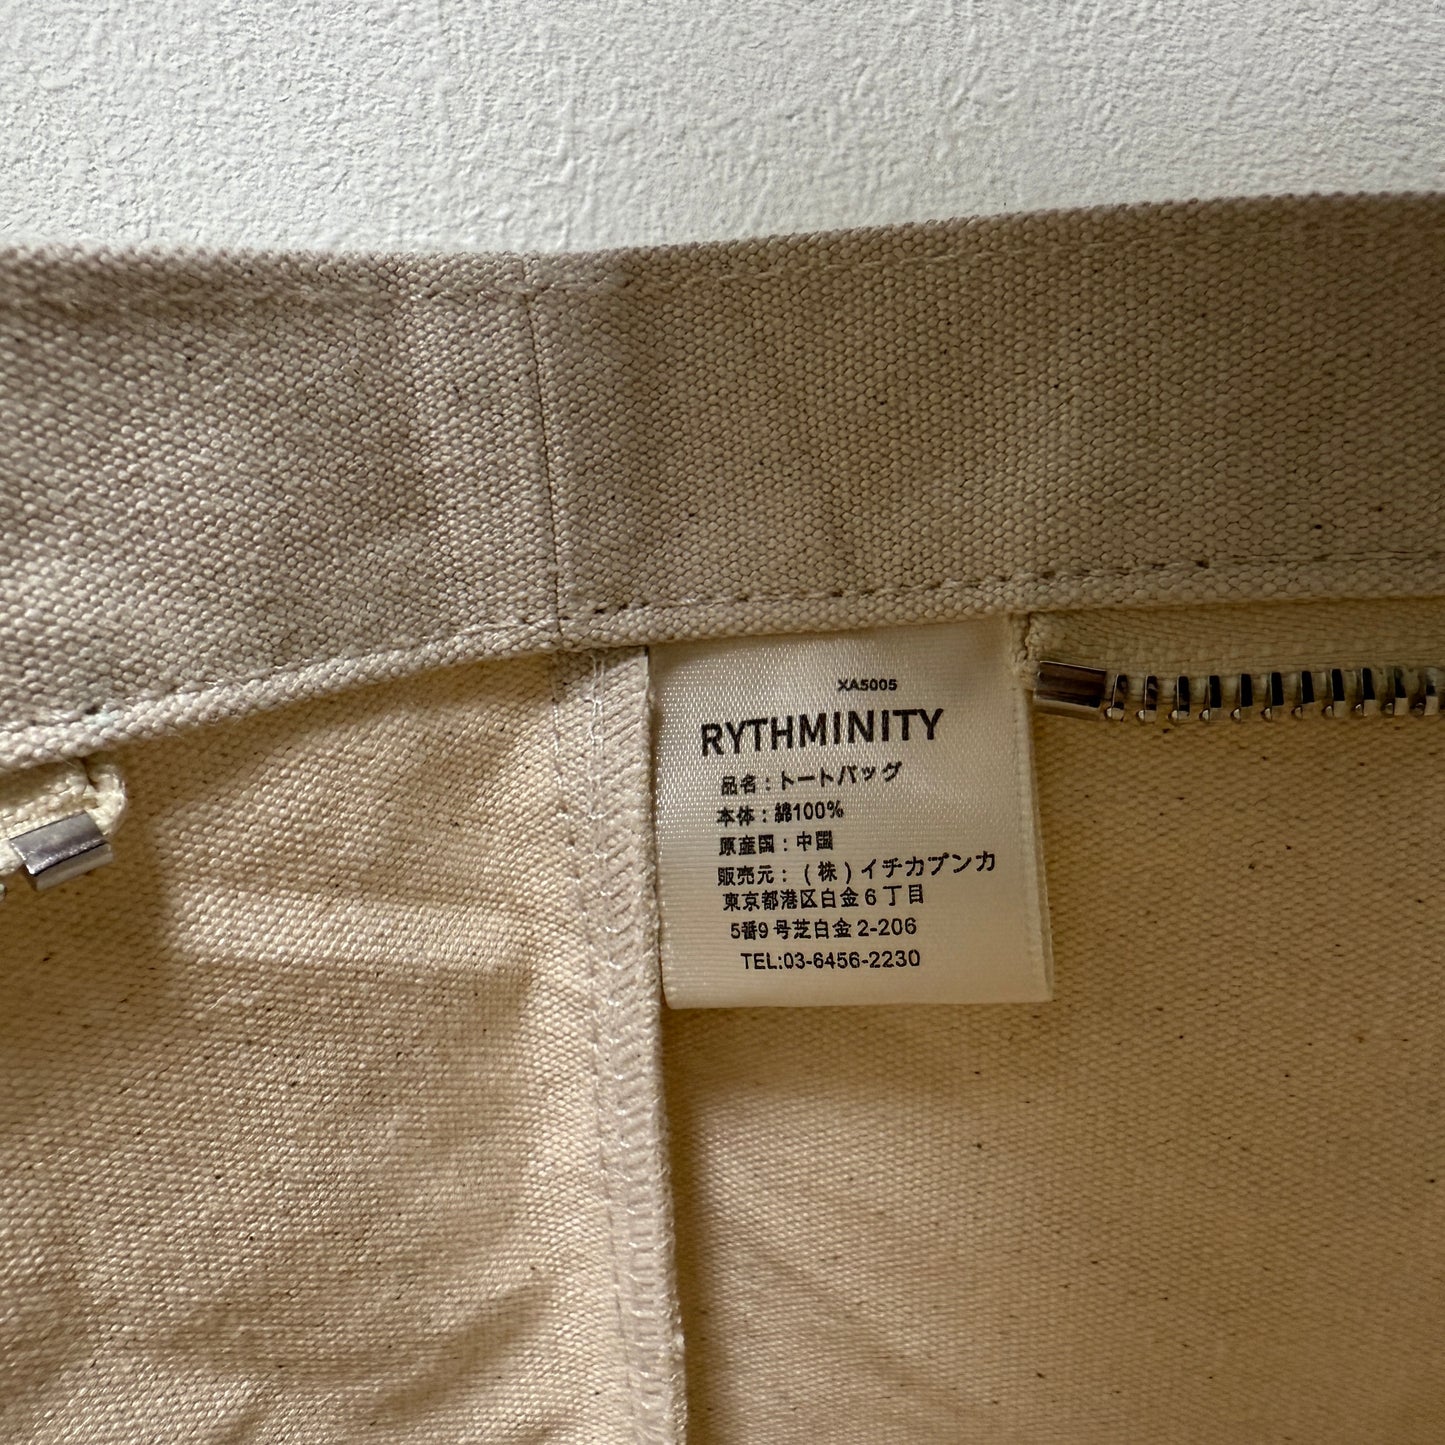 XA5005
RYTHMINITY
品名：トートバッグ
本体：綿100%
原産国：中国
販売元：（株）イチカブンカ
東京都港区白金６丁目
5番9号芝白金2-206
TEL:03-6456-2230